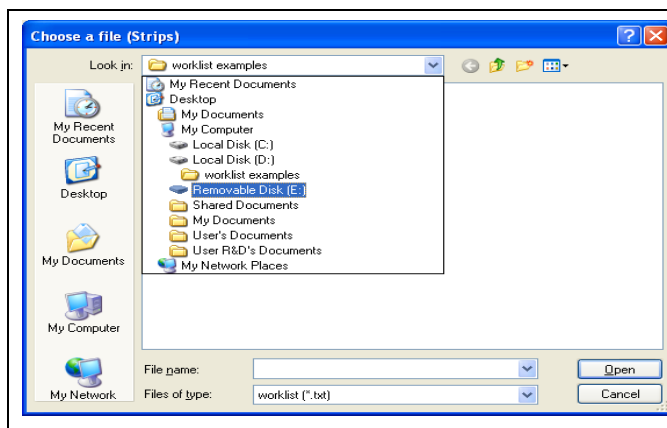 Choose a file (Strips)
Look in:
worklist examples
My Recent Documents
Desktop
My Documents
My Computer
Local Disk (C:)
Local Disk (D:)
worklist examples
Removable Disk (E:)
Shared Documents
My Documents
User's Documents
User R&D's Documents
My Network Places
My Recent
Documents
Desktop
My Documents
My Computer
My Network
File name:
Open
Files of type:
worklist (*.txt)
Cancel